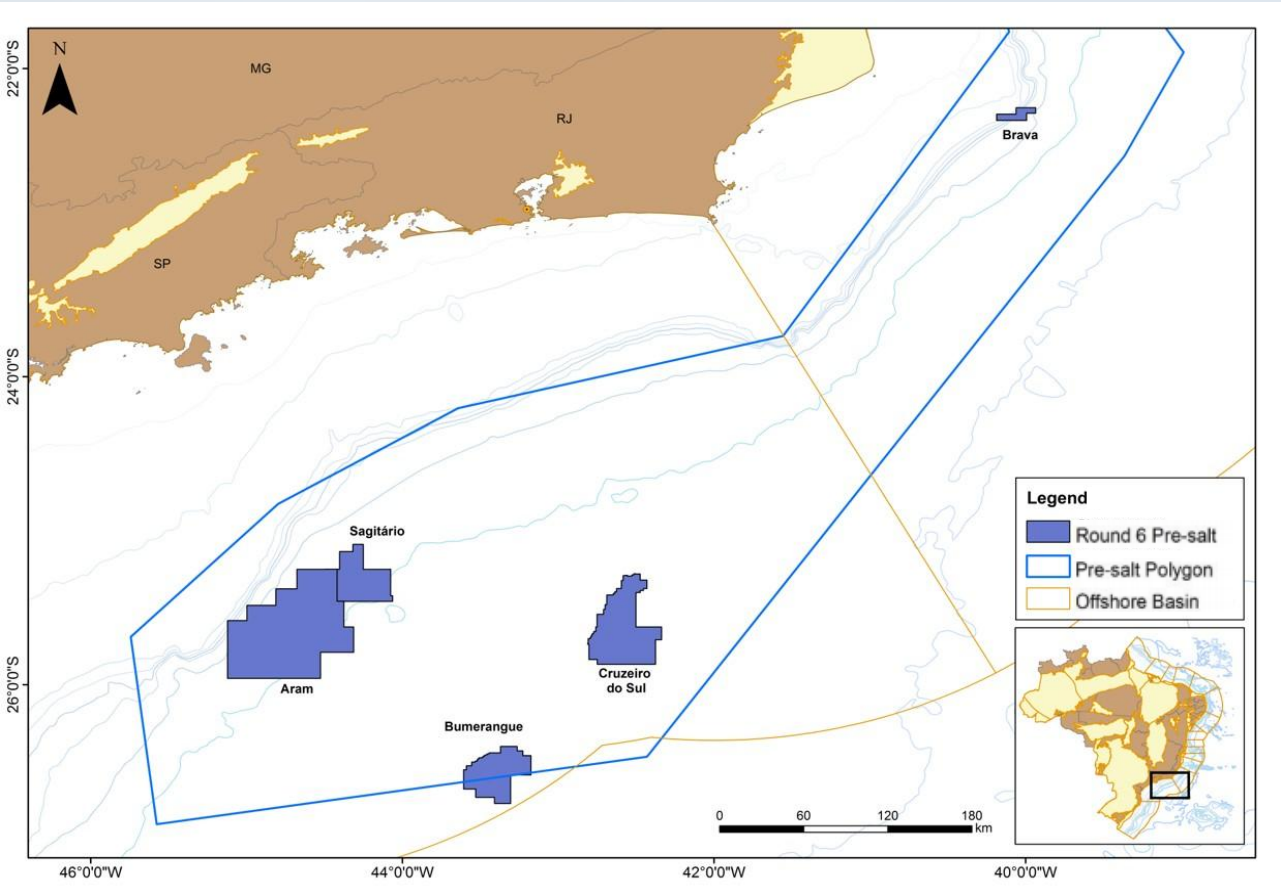 N
MG
RJ
SP
Brava
Sagitário
Aram
Cruzeiro
do Sul
Bumerangue
Legend
Round 6 Pre-salt
Pre-salt Polygon
Offshore Basin
0 60 120 180
km
22°0'0"S
24°0'0"S
26°0'0"S
46°0'0"W 44°0'0"W 42°0'0"W 40°0'0"W